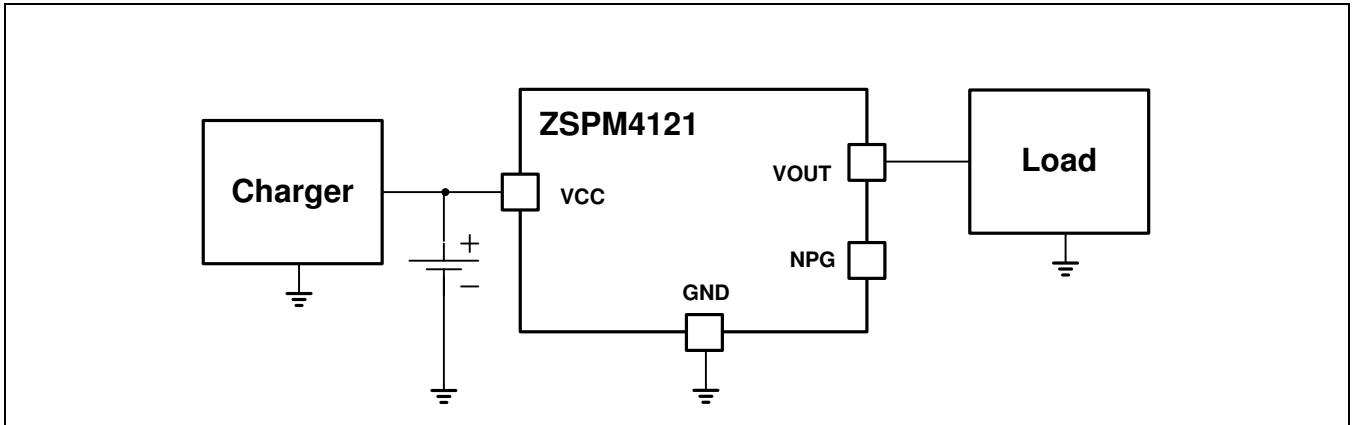 ZSPM4121
Charger
VCC
VOUT
Load
NPG
GND
+
−